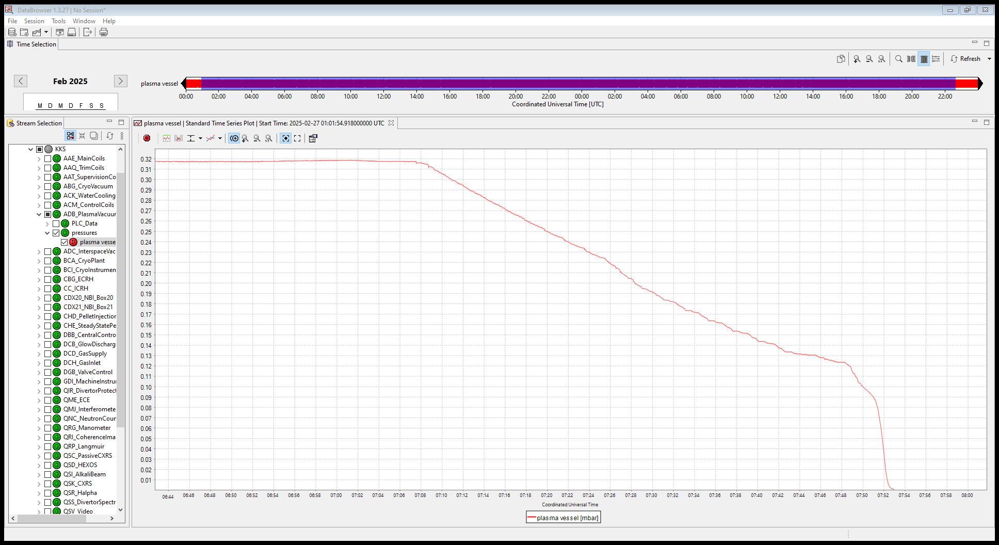 DataBrowser 1.3.27 | No Session*
File Session Tools Window Help
Time Selection
Refresh
Feb 2025
M D M D F S S
plasma vessel
00:00 02:00 04:00 06:00 08:00 10:00 12:00 14:00 16:00 18:00 20:00 22:00 00:00 02:00 04:00 06:00 08:00 10:00 12:00 14:00 16:00 18:00 20:00 22:00
Coordinated Universal Time [UTC]
Stream Selection
KKS
AAE_MainCoils
AAQ_TrimCoils
AAT_SupervisionCo
ABG_CryoVacuum
ACK_WaterCooling
ACM_ControlCoils
ADB_PlasmaVacuur
PLC_Data
pressures
plasma vesse
ADC_InterspaceVac
BCA_CryoPlant
BCI_CryoInstrumen
CBG_ECRH
CC_ICRH
CDX20_NBI_Box20
CDX21_NBI_Box21
CHD_PelletInjection
CHE_SteadyStatePe
DBB_CentralContro
DCB_GlowDischarg
DCD_GasSupply
DCH_GasInlet
DGB_ValveControl
GDI_MachineInstru
QIR_DivertorProtect
QME_ECE
QMJ_Interferomete
QNC_NeutronCoun
QRG_Manometer
QRI_CoherenceIma
QRP_Langmuir
QSC_PassiveCXRS
QSD_HEXOS
QSI_AlkaliBeam
QSK_CXRS
QSR_Halpha
QSS_DivertorSpectr
QSV_Video
plasma vessel | Standard Time Series Plot | Start Time: 2025-02-27 01:01:54.918000000 UTC
0.32
0.31
0.30
0.29
0.28
0.27
0.26
0.25
0.24
0.23
0.22
0.21
0.20
0.19
0.18
0.17
0.16
0.15
0.14
0.13
0.12
0.11
0.10
0.09
0.08
0.07
0.06
0.05
0.04
0.03
0.02
0.01
06:44 06:46 06:48 06:50 06:52 06:54 06:56 06:58 07:00 07:02 07:04 07:06 07:08 07:10 07:12 07:14 07:16 07:18 07:20 07:22 07:24 07:26 07:28 07:30 07:32 07:34 07:36 07:38 07:40 07:42 07:44 07:46 07:48 07:50 07:52 07:54 07:56 07:58 08:00
Coordinated Universal Time
plasma vessel [mbar]